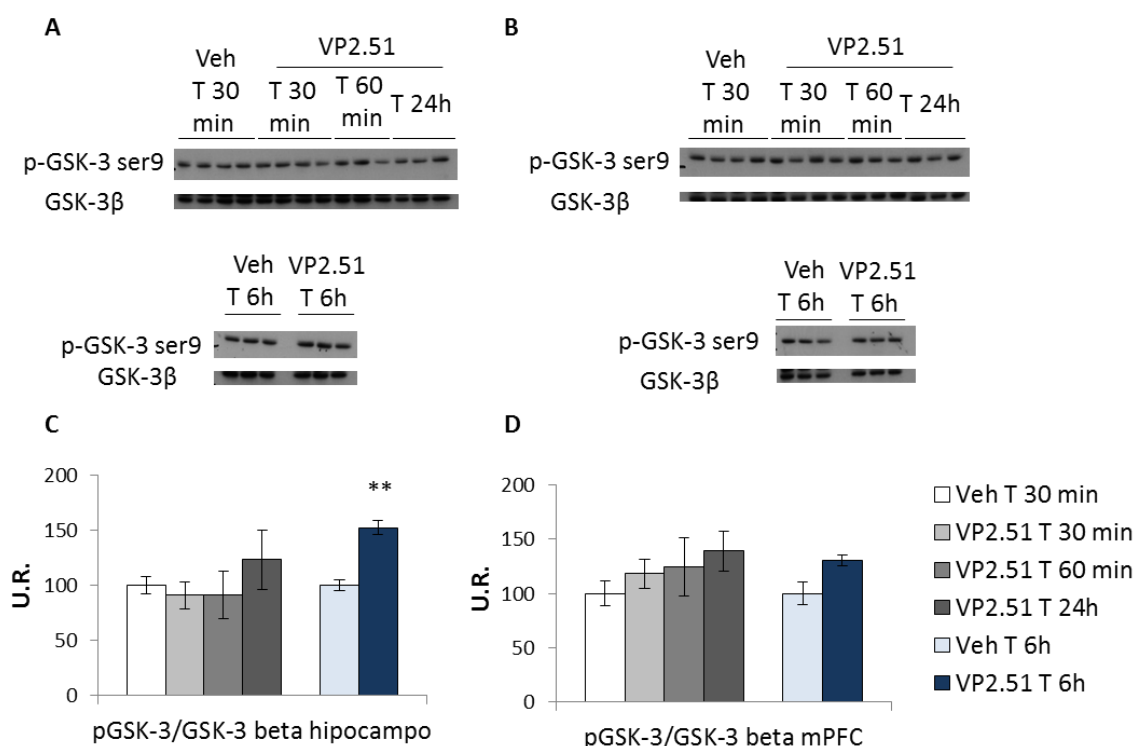 A
Veh
T 30
min
VP2.51
T 30
min
T 60
min
T 24h
p-GSK-3 ser9
GSK-3β
Veh
T 6h
VP2.51
T 6h
p-GSK-3 ser9
GSK-3β
B
Veh
T 30
min
VP2.51
T 30
min
T 60
min
T 24h
p-GSK-3 ser9
GSK-3β
Veh
T 6h
VP2.51
T 6h
p-GSK-3 ser9
GSK-3β
C
200
150
100
50
0
U.R.
**
pGSK-3/GSK-3 beta hipocampo
D
200
150
100
50
0
U.R.
pGSK-3/GSK-3 beta mPFC
Veh T 30 min
VP2.51 T 30 min
VP2.51 T 60 min
VP2.51 T 24h
Veh T 6h
VP2.51 T 6h